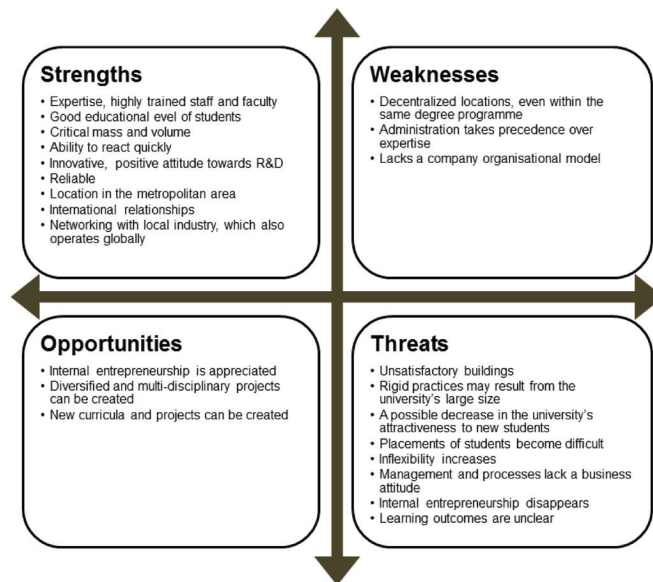 Strengths
• Expertise, highly trained staff and faculty
• Good educational evel of students
• Critical mass and volume
• Ability to react quickly
• Innovative, positive attitude towards R&D
• Reliable
• Location in the metropolitan area
• International relationships
• Networking with local industry, which also
operates globally
Weaknesses
• Decentralized locations, even within the
same degree programme
• Administration takes precedence over
expertise
• Lacks a company organisational model
Opportunities
• Internal entrepreneurship is appreciated
• Diversified and multi-disciplinary projects
can be created
• New curricula and projects can be created
Threats
• Unsatisfactory buildings
• Rigid practices may result from the
university's large size
• A possible decrease in the university's
attractiveness to new students
• Placements of students become difficult
• Inflexibility increases
• Management and processes lack a business
attitude
• Internal entrepreneurship disappears
• Learning outcomes are unclear